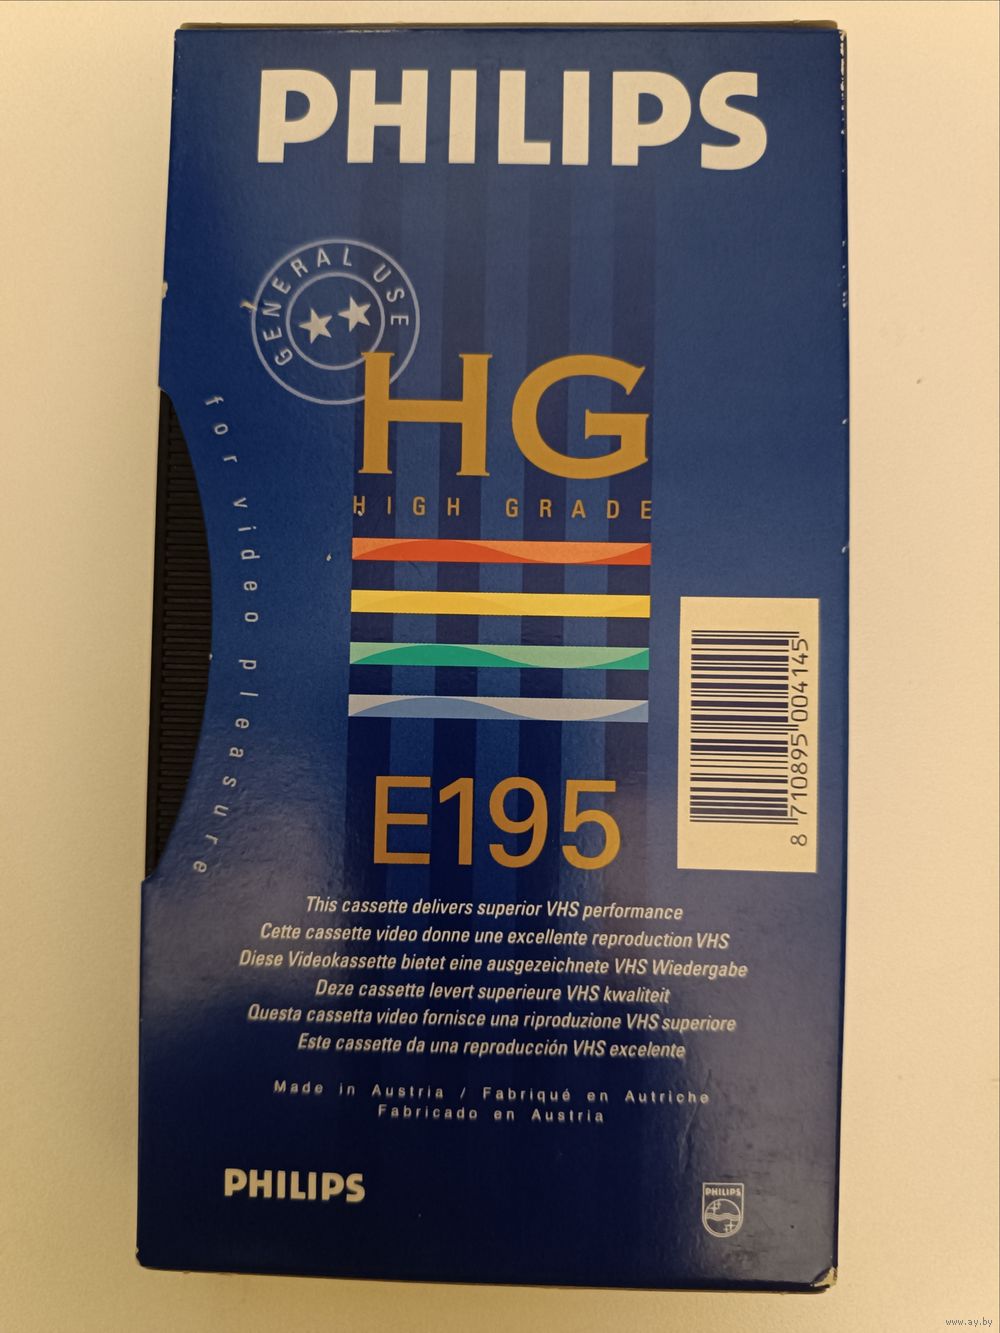 PHILIPS
GENERAL USE
HG
HIGH GRADE
for video pleasure
E195
8 710895 004145
This cassette delivers superior VHS performance
Cette cassette video donne une excellente reproduction VHS
Diese Videokassette bietet eine ausgezeichnete VHS Wiedergabe
Deze cassette levert superieure VHS kwaliteit
Questa cassetta video fornisce una riproduzione VHS superiore
Este cassette da una reproducción VHS excelente
Made in Austria / Fabriqué en Autriche
Fabricado en Austria
PHILIPS
PHILIPS
www.ay.by